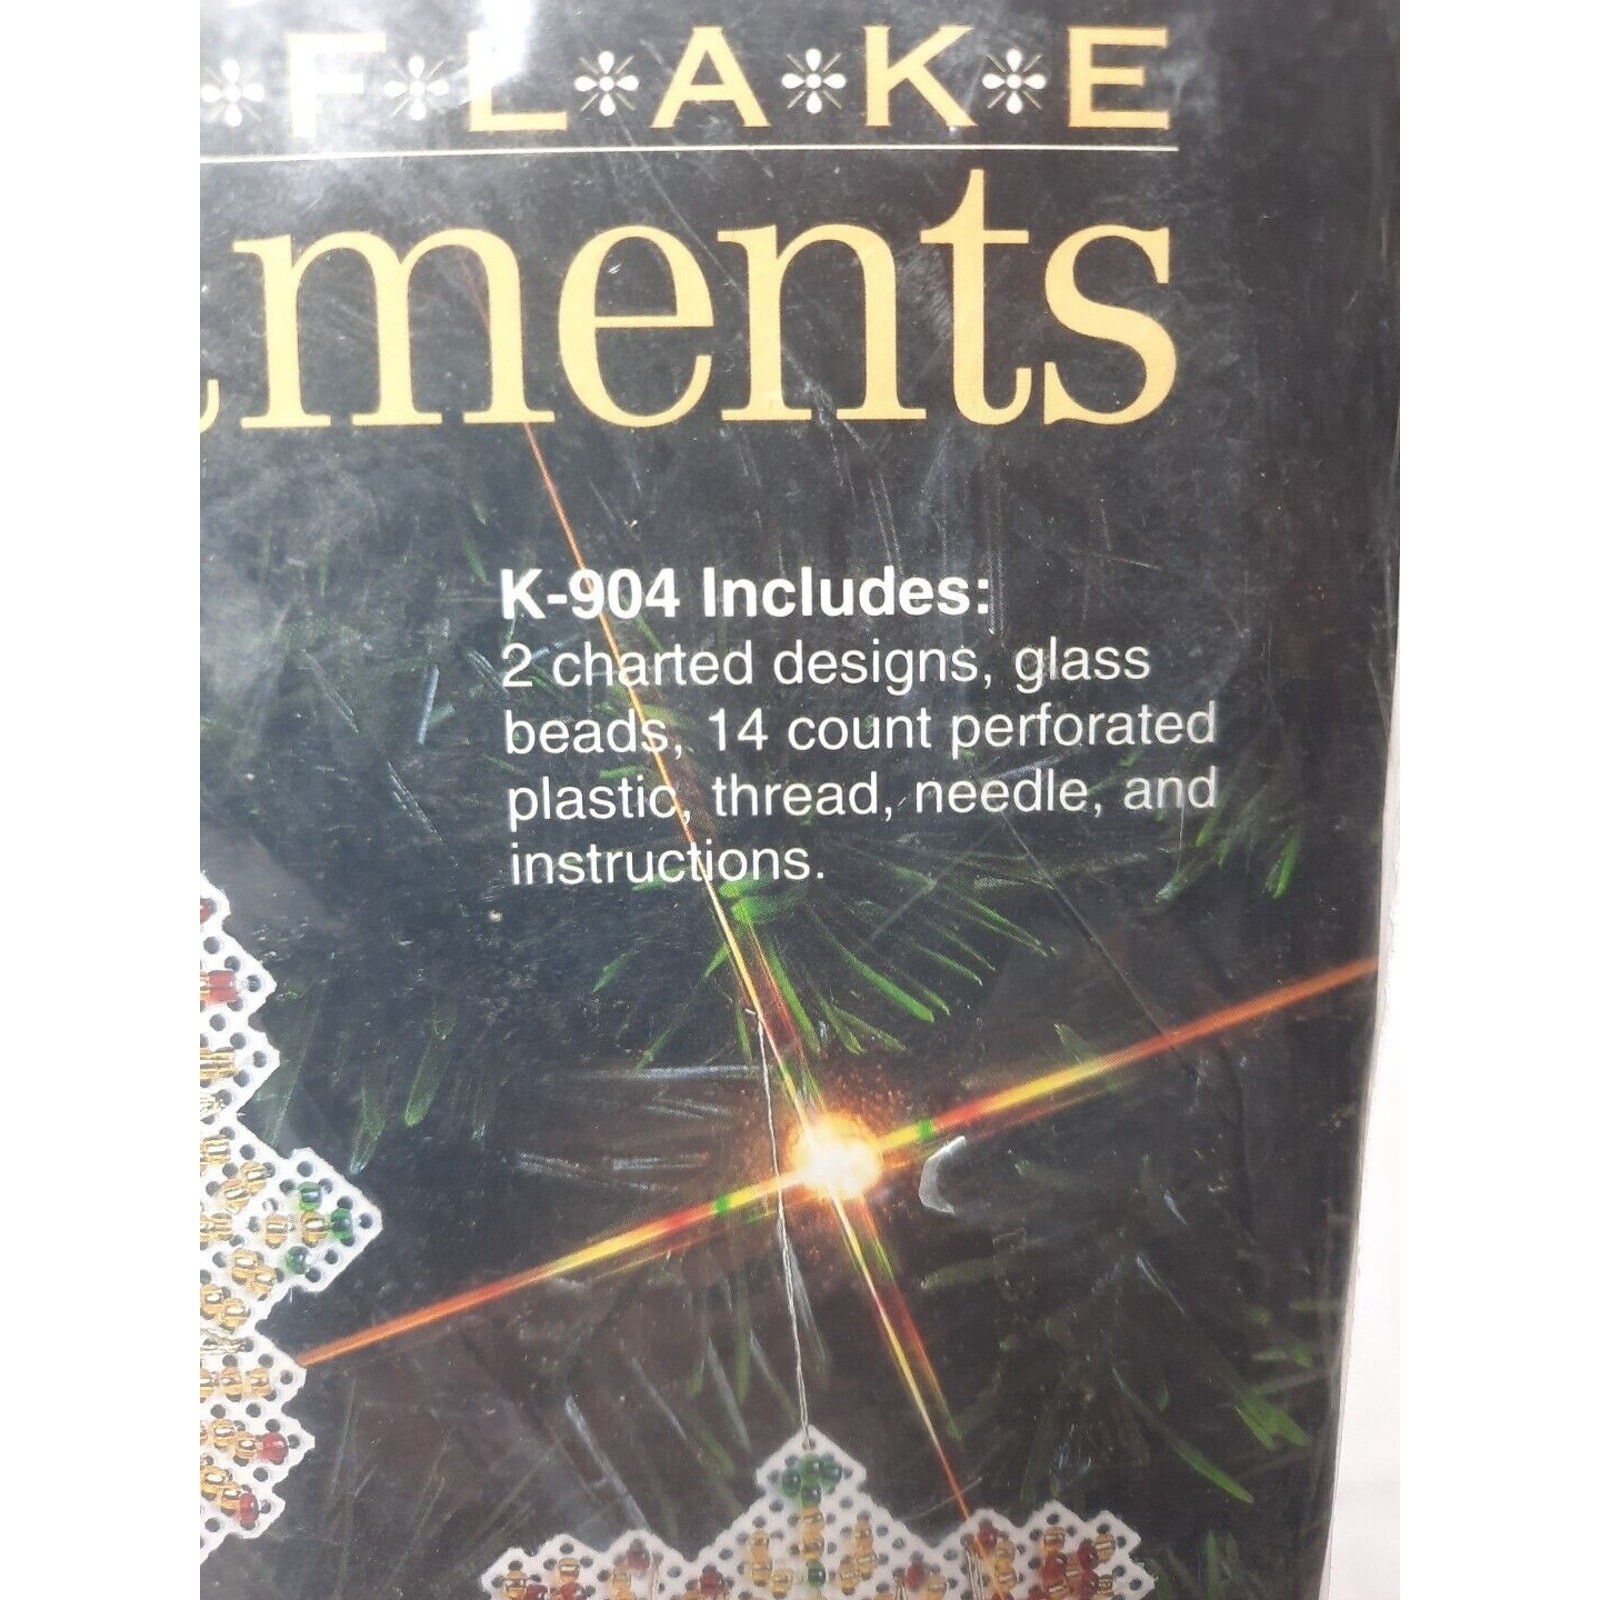 F L A K E
ments
K-904 Includes:
2 charted designs, glass
beads, 14 count perforated
plastic, thread, needle, and
instructions.